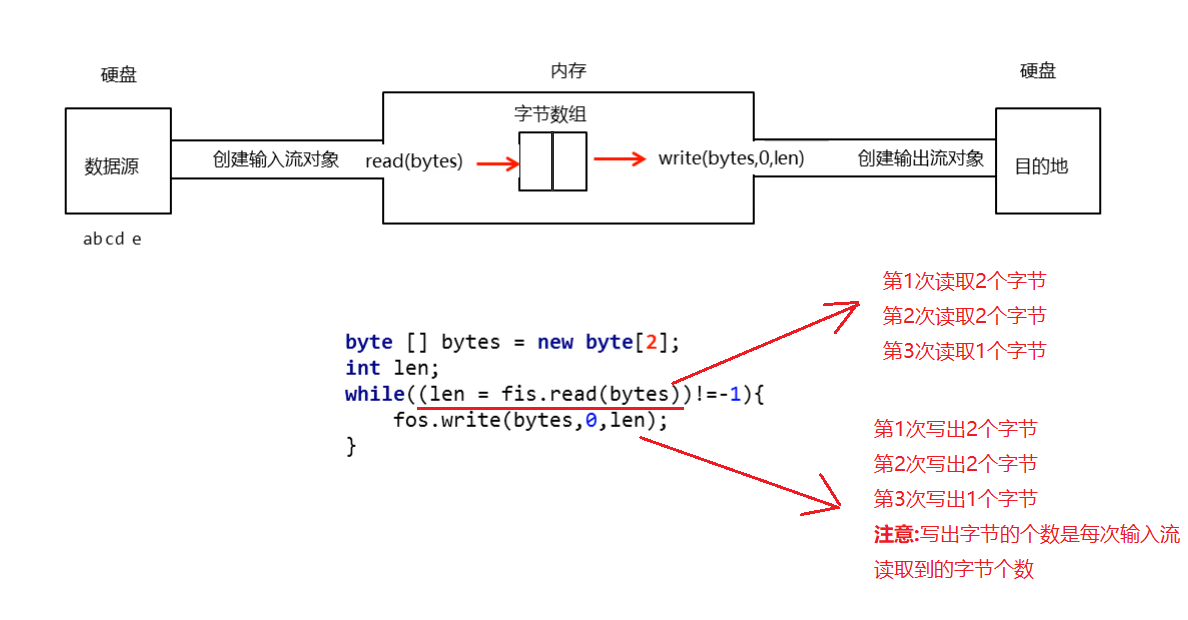 硬盘
内存
硬盘
字节数组
数据源
创建输入流对象
read(bytes)
write(bytes,0,len)
创建输出流对象
目的地
abcd e
第1次读取2个字节
第2次读取2个字节
第3次读取1个字节
byte [] bytes = new byte[2];
int len;
while((len = fis.read(bytes))!=-1){
fos.write(bytes,0,len);
}
第1次写出2个字节
第2次写出2个字节
第3次写出1个字节
注意:写出字节的个数是每次输入流
读取到的字节个数